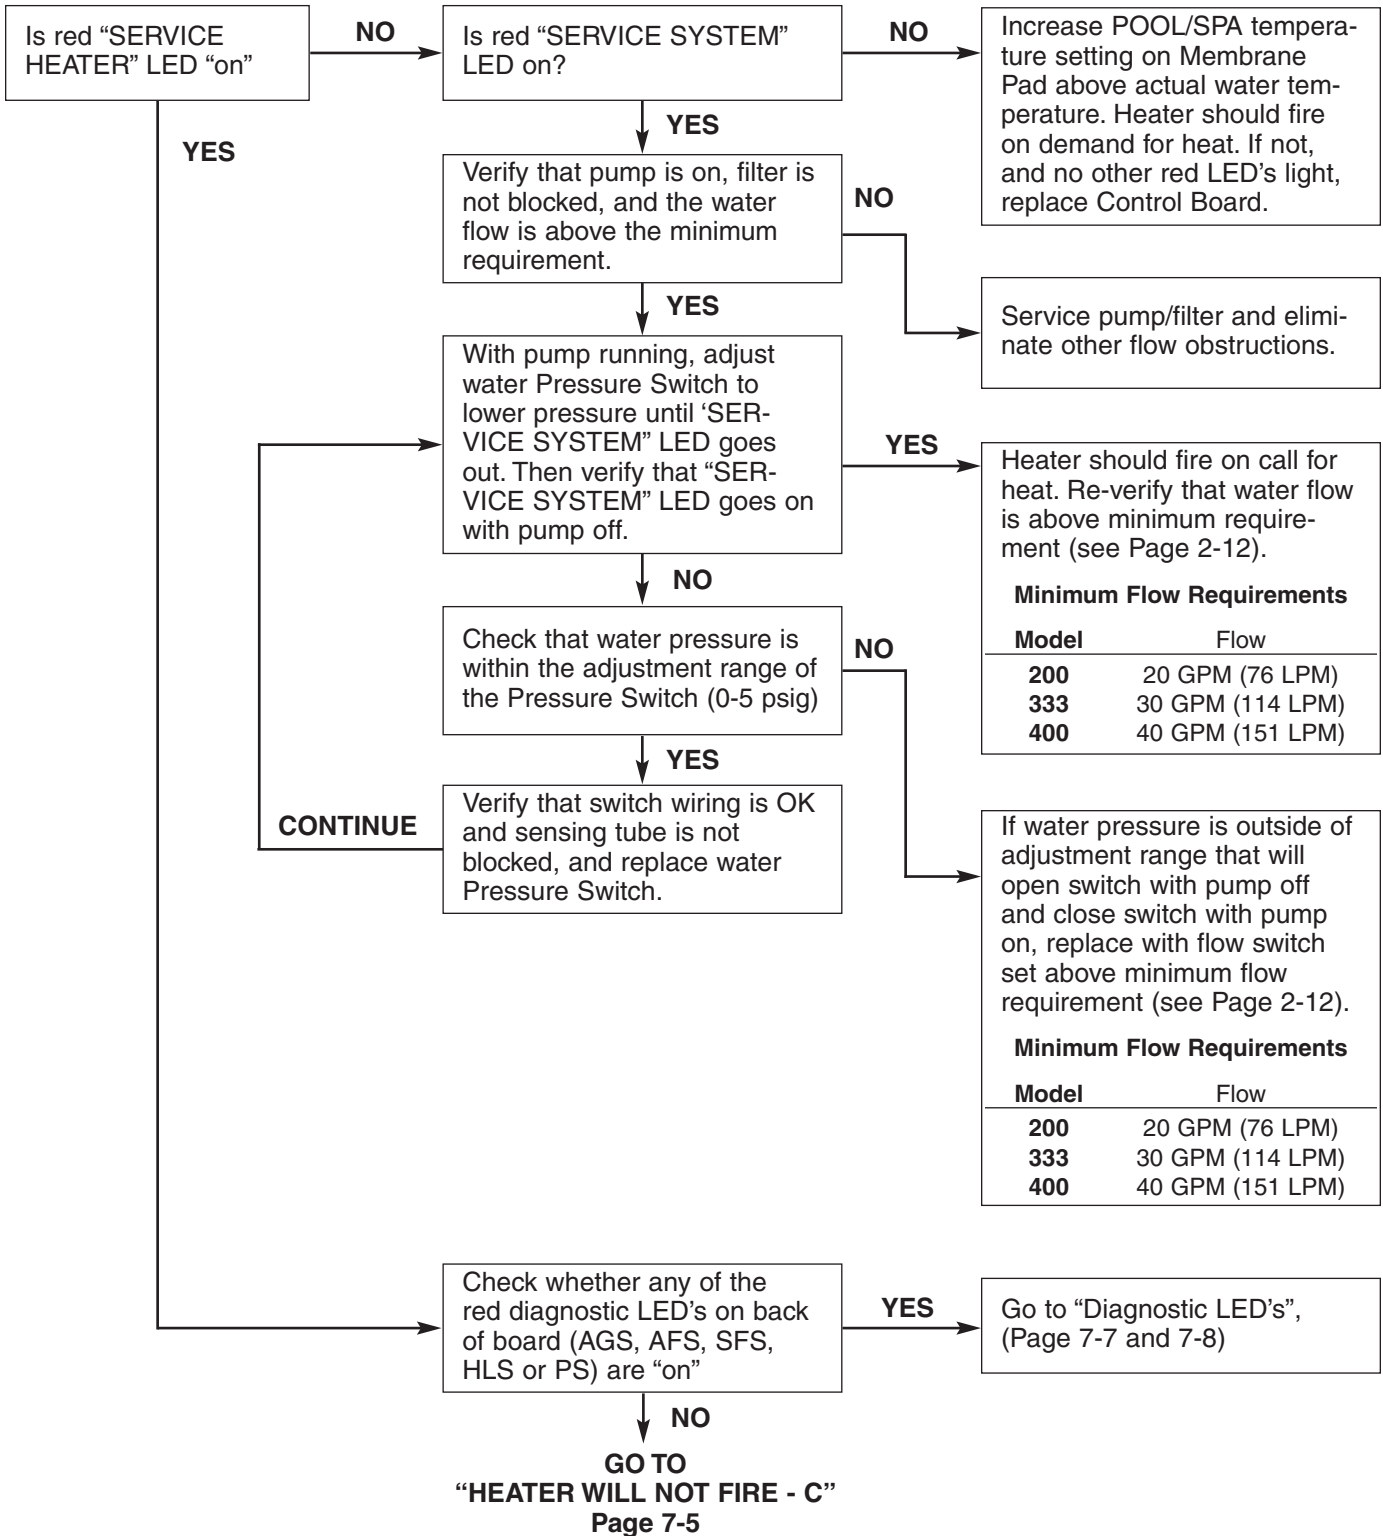 Is red “SERVICE
HEATER” LED “on”
NO
Is red “SERVICE SYSTEM”
LED on?
NO
Increase POOL/SPA tempera-
ture setting on Membrane
Pad above actual water tem-
perature. Heater should fire
on demand for heat. If not,
and no other red LED’s light,
replace Control Board.
YES
YES
Verify that pump is on, filter is
not blocked, and the water
flow is above the minimum
requirement.
NO
Service pump/filter and elimi-
nate other flow obstructions.
YES
With pump running, adjust
water Pressure Switch to
lower pressure until ‘SER-
VICE SYSTEM” LED goes
out. Then verify that “SER-
VICE SYSTEM” LED goes on
with pump off.
YES
Heater should fire on call for
heat. Re-verify that water flow
is above minimum require-
ment (see Page 2-12).
Minimum Flow Requirements
Model Flow
200 20 GPM (76 LPM)
333 30 GPM (114 LPM)
400 40 GPM (151 LPM)
NO
Check that water pressure is
within the adjustment range of
the Pressure Switch (0-5 psig)
NO
YES
Verify that switch wiring is OK
and sensing tube is not
blocked, and replace water
Pressure Switch.
CONTINUE
If water pressure is outside of
adjustment range that will
open switch with pump off
and close switch with pump
on, replace with flow switch
set above minimum flow
requirement (see Page 2-12).
Minimum Flow Requirements
Model Flow
200 20 GPM (76 LPM)
333 30 GPM (114 LPM)
400 40 GPM (151 LPM)
Check whether any of the
red diagnostic LED’s on back
of board (AGS, AFS, SFS,
HLS or PS) are “on”
YES
Go to “Diagnostic LED’s”,
(Page 7-7 and 7-8)
NO
GO TO
“HEATER WILL NOT FIRE - C”
Page 7-5